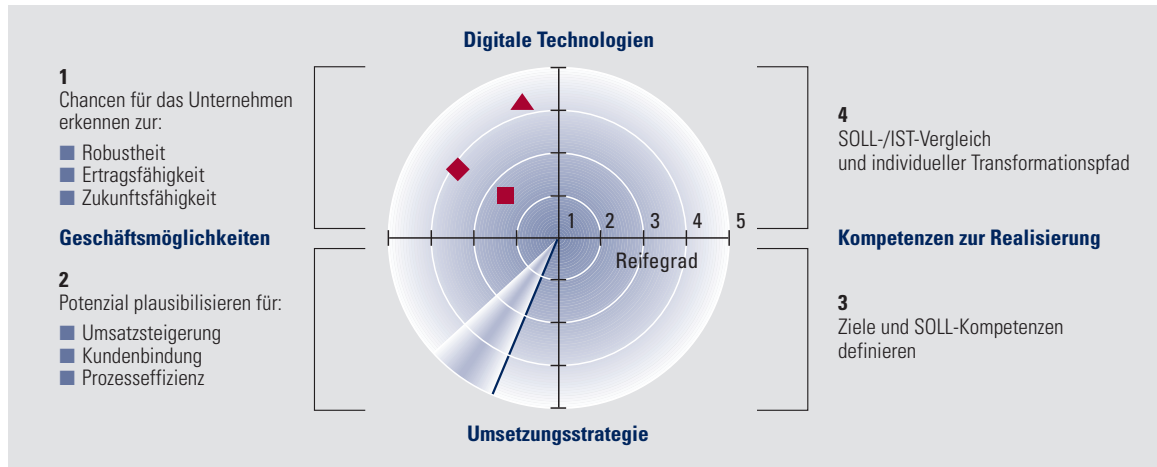 Digitale Technologien
1
Chancen für das Unternehmen
erkennen zur:
Robustheit
Ertragsfähigkeit
Zukunftsfähigkeit
Geschäftsmöglichkeiten
2
Potenzial plausibilisieren für:
Umsatzsteigerung
Kundenbindung
Prozesseffizienz
1 2 3 4 5
Reifegrad
4
SOLL-/IST-Vergleich
und individueller Transformationspfad
Kompetenzen zur Realisierung
3
Ziele und SOLL-Kompetenzen
definieren
Umsetzungsstrategie